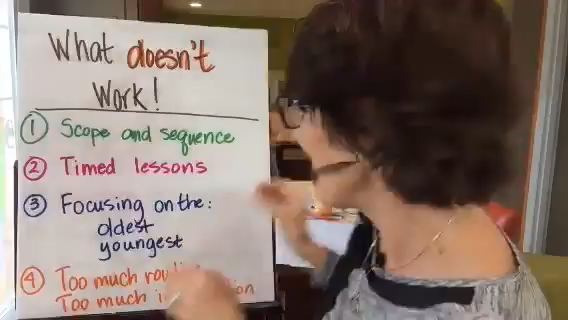 What doesn't
Work!
① Scope and sequence
② Timed lessons
③ Focusing on the:
oldest
youngest
④ Too much
Too much